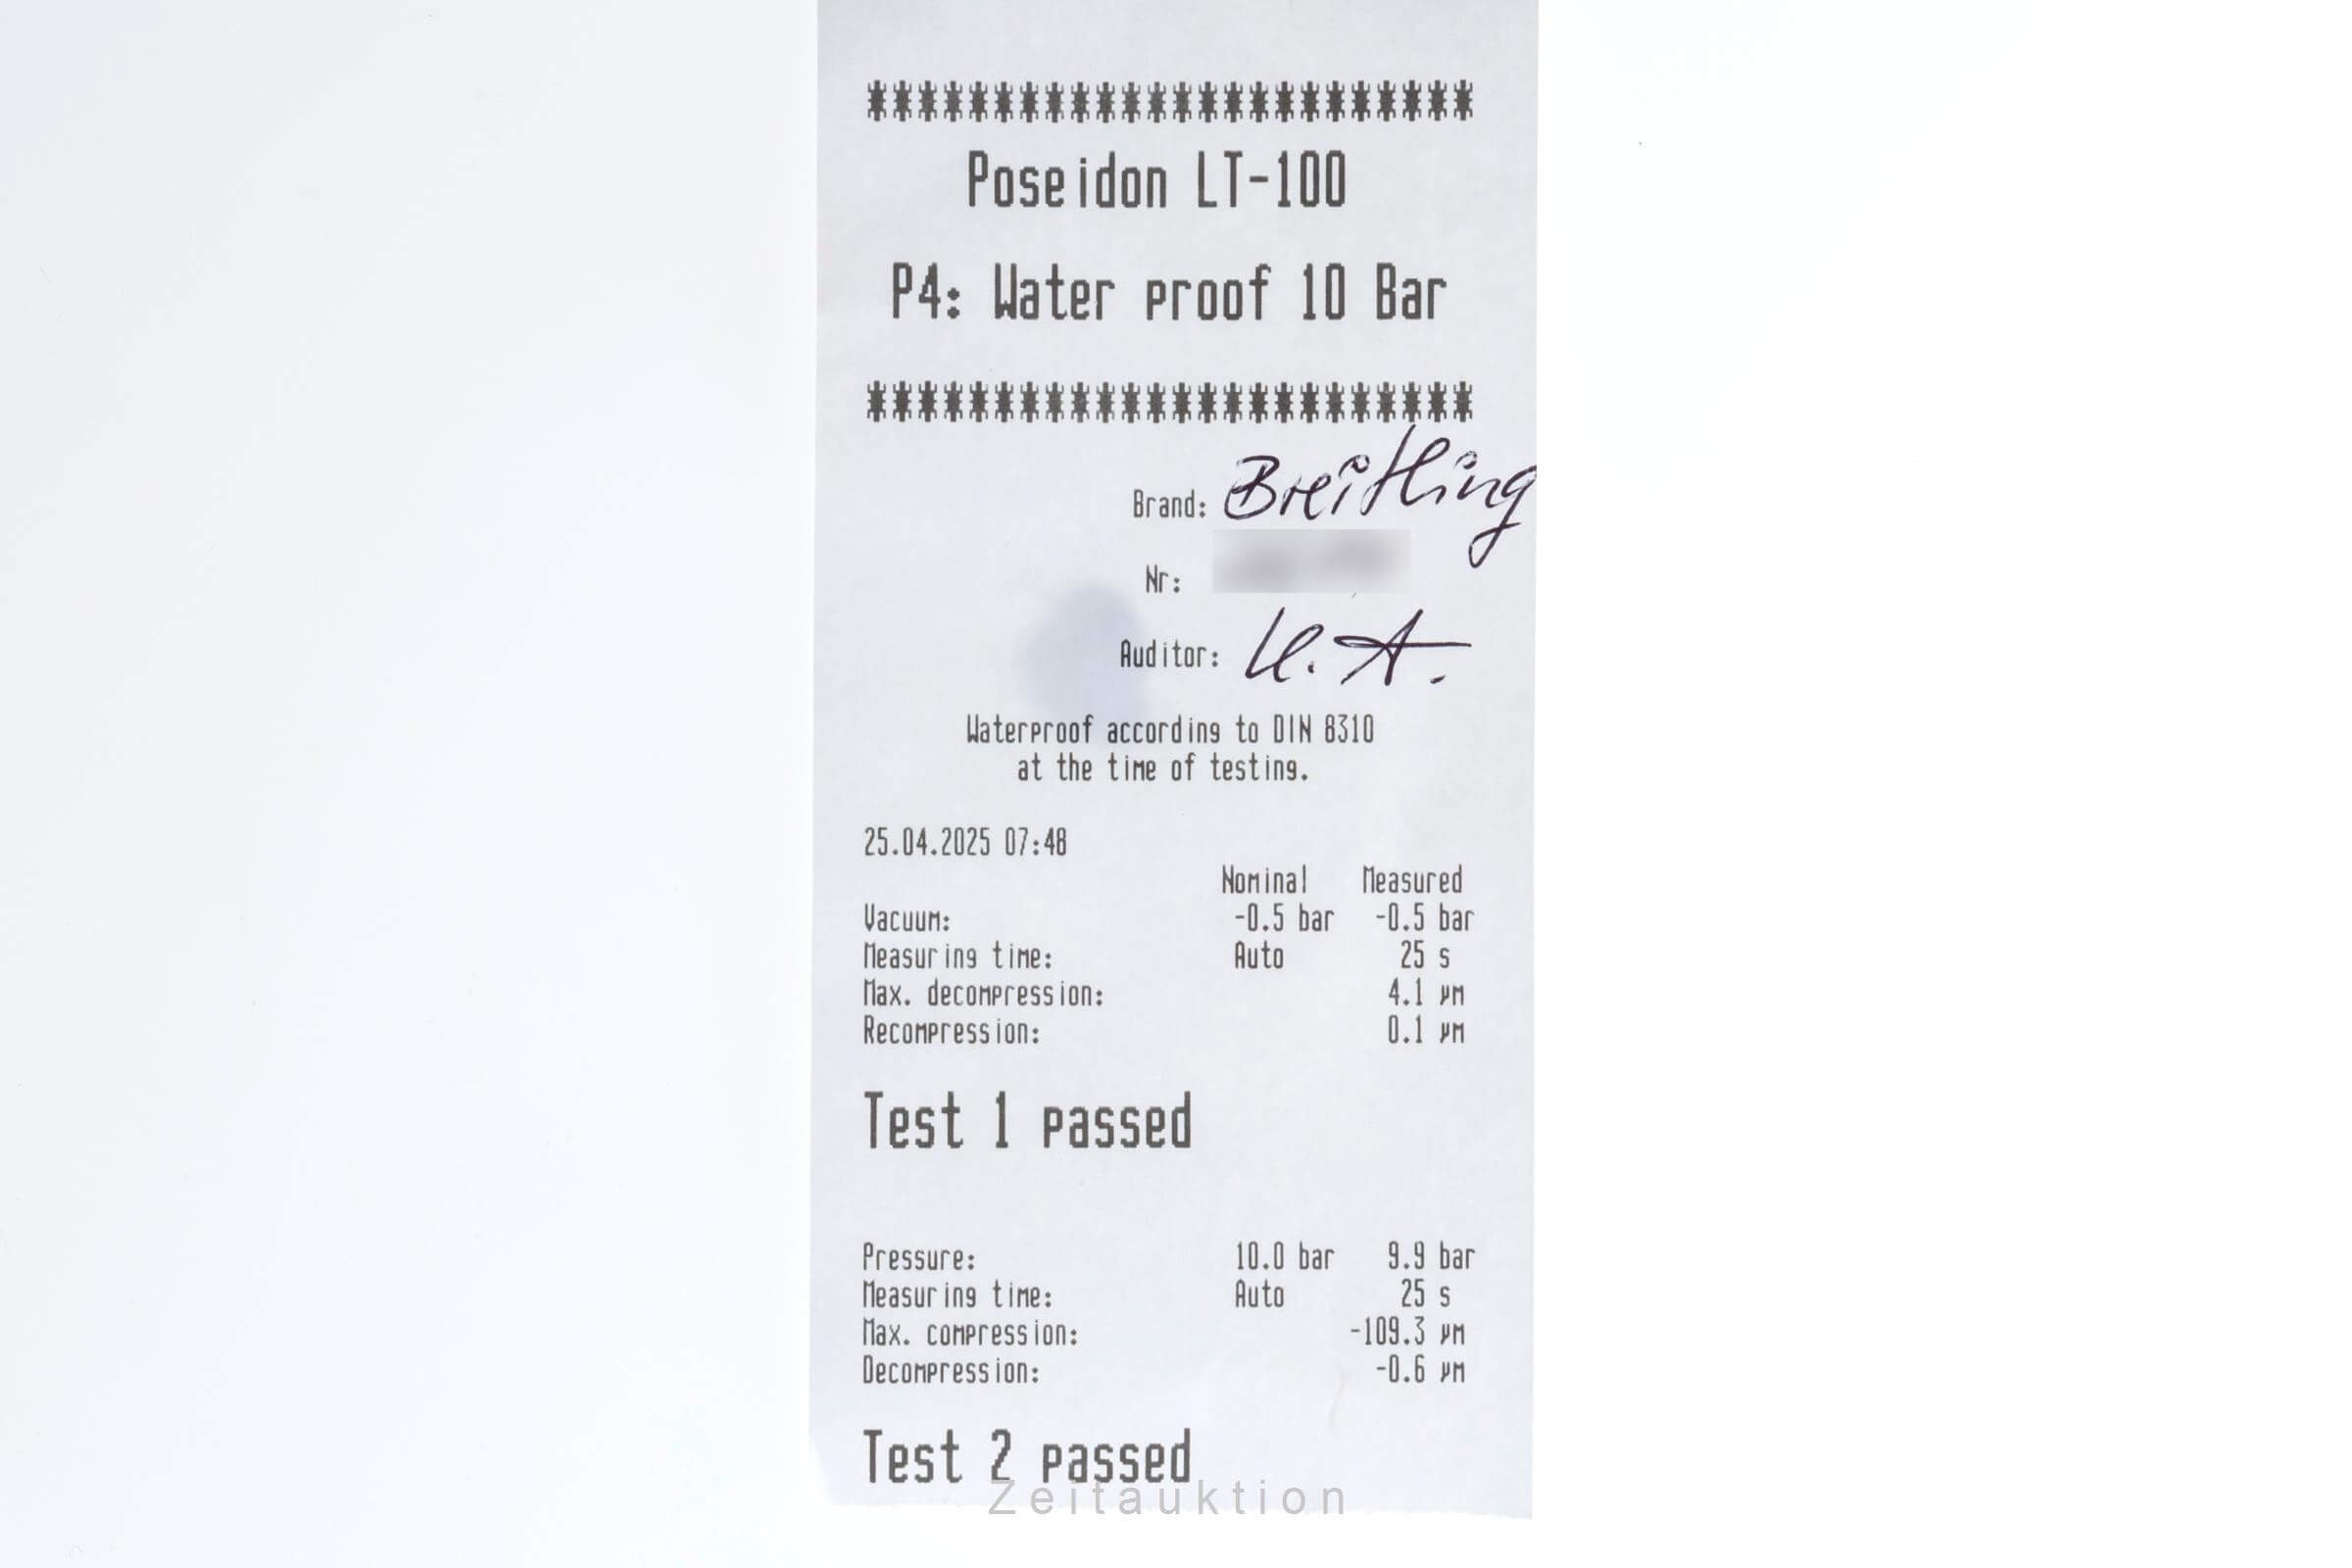 ************************
Poseidon LT-100
P4: Water proof 10 Bar
************************
Brand: Breitling
Nr:
Auditor: U. A.
Waterproof according to DIN 8310
at the time of testing.
25.04.2025 07:48
Nominal Measured
Vacuum: -0.5 bar -0.5 bar
Measuring time: Auto 25 s
Max. decompression: 4.1 µm
Recompression: 0.1 µm
Test 1 passed
Pressure: 10.0 bar 9.9 bar
Measuring time: Auto 25 s
Max. compression: -109.3 µm
Decompression: -0.6 µm
Test 2 passed
Zeitauktion